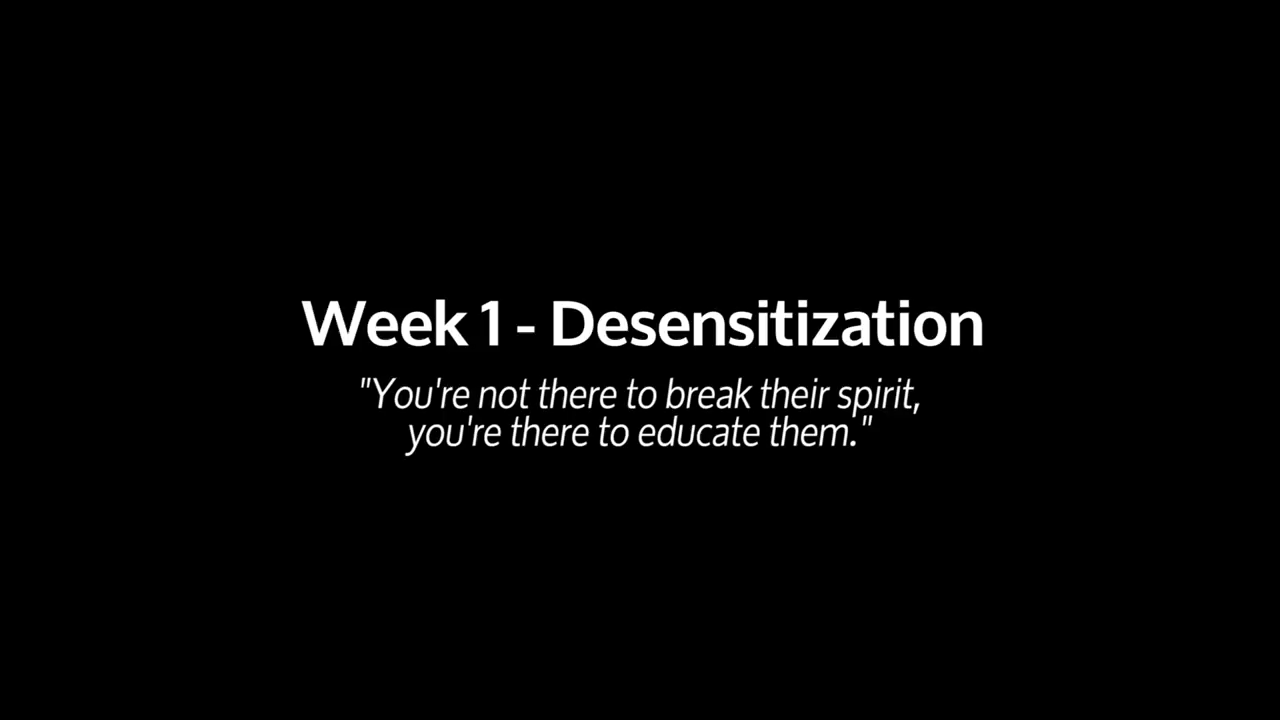 Week 1 - Desensitization
"You're not there to break their spirit,
you're there to educate them."